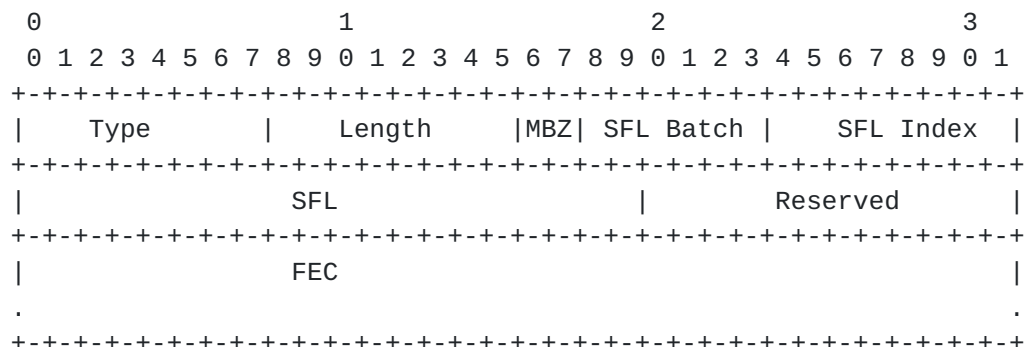 0                   1                   2                   3
 0 1 2 3 4 5 6 7 8 9 0 1 2 3 4 5 6 7 8 9 0 1 2 3 4 5 6 7 8 9 0 1
+-+-+-+-+-+-+-+-+-+-+-+-+-+-+-+-+-+-+-+-+-+-+-+-+-+-+-+-+-+-+-+-+
|    Type       |    Length     |MBZ| SFL Batch |    SFL Index  |
+-+-+-+-+-+-+-+-+-+-+-+-+-+-+-+-+-+-+-+-+-+-+-+-+-+-+-+-+-+-+-+-+
|                 SFL                   |        Reserved       |
+-+-+-+-+-+-+-+-+-+-+-+-+-+-+-+-+-+-+-+-+-+-+-+-+-+-+-+-+-+-+-+-+
|                 FEC                                           |
.                                                               .
+-+-+-+-+-+-+-+-+-+-+-+-+-+-+-+-+-+-+-+-+-+-+-+-+-+-+-+-+-+-+-+-+